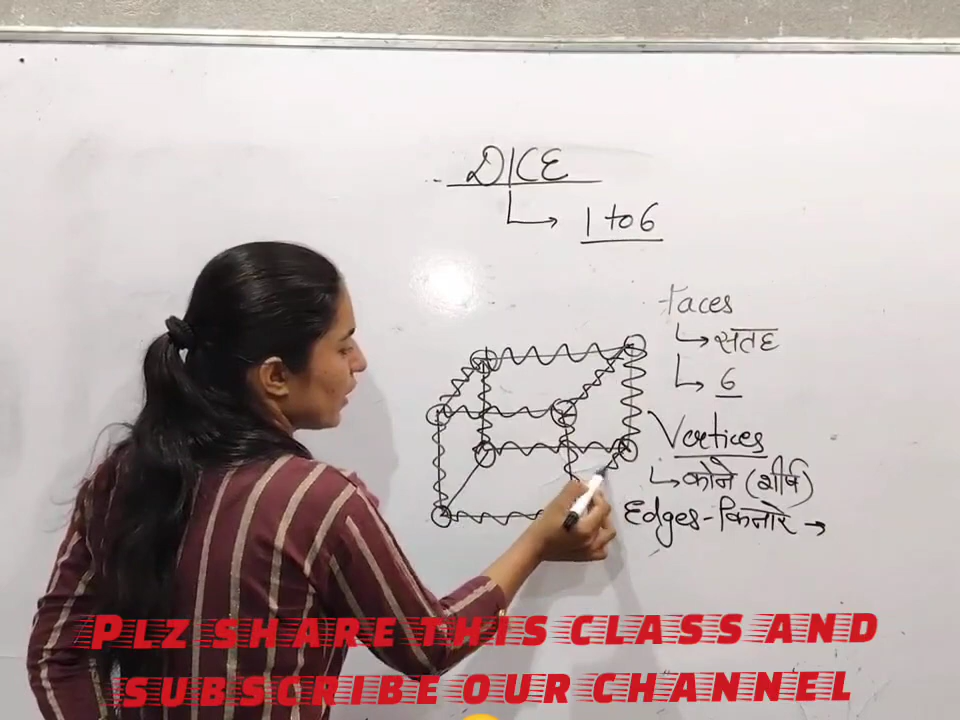 DICE
1 to 6
Faces
सतह
6
Vertices
कोने (शीर्ष)
Edges - किनारे →
Plz share this class and
subscribe our channel